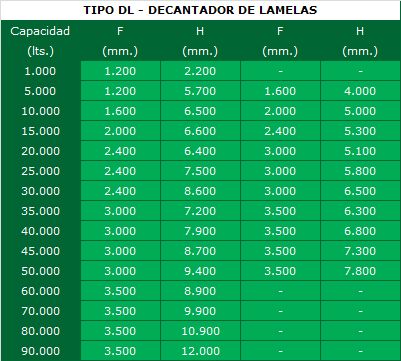 TIPO DL - DECANTADOR DE LAMELAS
Capacidad F H F H
(lts.) (mm.) (mm.) (mm.) (mm.)
1.000 1.200 2.200 - -
5.000 1.200 5.700 1.600 4.000
10.000 1.600 6.500 2.000 5.000
15.000 2.000 6.600 2.400 5.300
20.000 2.400 6.400 3.000 5.100
25.000 2.400 7.500 3.000 5.800
30.000 2.400 8.600 3.000 6.500
35.000 3.000 7.200 3.500 6.300
40.000 3.000 7.900 3.500 6.800
45.000 3.000 8.700 3.500 7.300
50.000 3.000 9.400 3.500 7.800
60.000 3.500 8.900 - -
70.000 3.500 9.900 - -
80.000 3.500 10.900 - -
90.000 3.500 12.000 - -